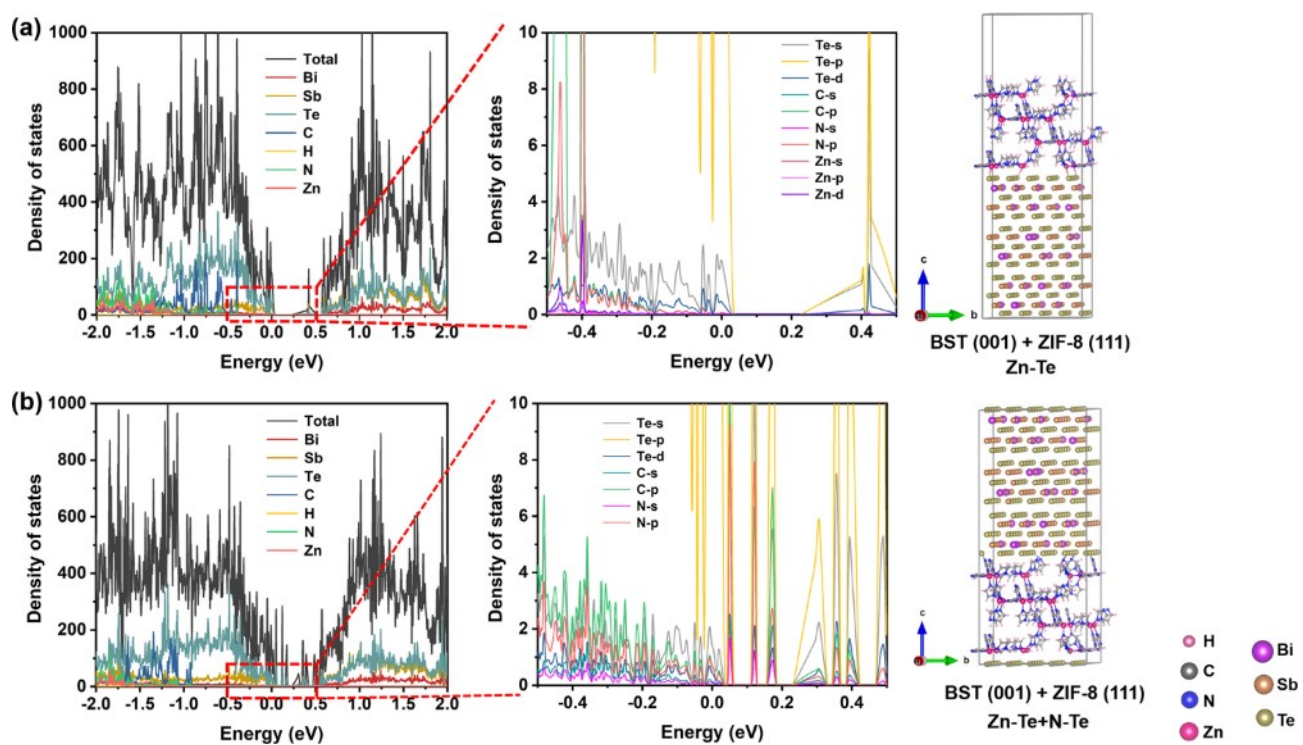 (a)
1000
800
600
400
200
0
Density of states
-2.0 -1.5 -1.0 -0.5 0.0 0.5 1.0 1.5 2.0
Energy (eV)
Total
Bi
Sb
Te
C
H
N
Zn
10
8
6
4
2
0
Density of states
-0.4 -0.2 0.0 0.2 0.4
Energy (eV)
Te-s
Te-p
Te-d
C-s
C-p
N-s
N-p
Zn-s
Zn-p
Zn-d
c
b
BST (001) + ZIF-8 (111)
Zn-Te
(b)
1000
800
600
400
200
0
Density of states
-2.0 -1.5 -1.0 -0.5 0.0 0.5 1.0 1.5 2.0
Energy (eV)
Total
Bi
Sb
Te
C
H
N
Zn
10
8
6
4
2
0
Density of states
-0.4 -0.2 0.0 0.2 0.4
Energy (eV)
Te-s
Te-p
Te-d
C-s
C-p
N-s
N-p
c
b
BST (001) + ZIF-8 (111)
Zn-Te+N-Te
H
C
N
Zn
Bi
Sb
Te